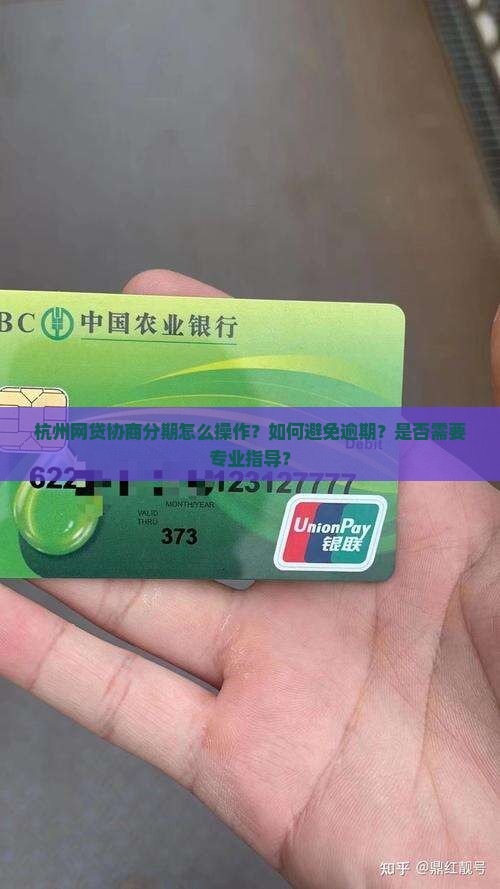 BC 中国农业银行
杭州网贷协商分期怎么操作？如何避免逾期？是否需要
专业指导？
Debit
622 123127777
MONTH/YEAR
VALID
THRU
373
UnionPay
银联
知乎 @鼎红靓号